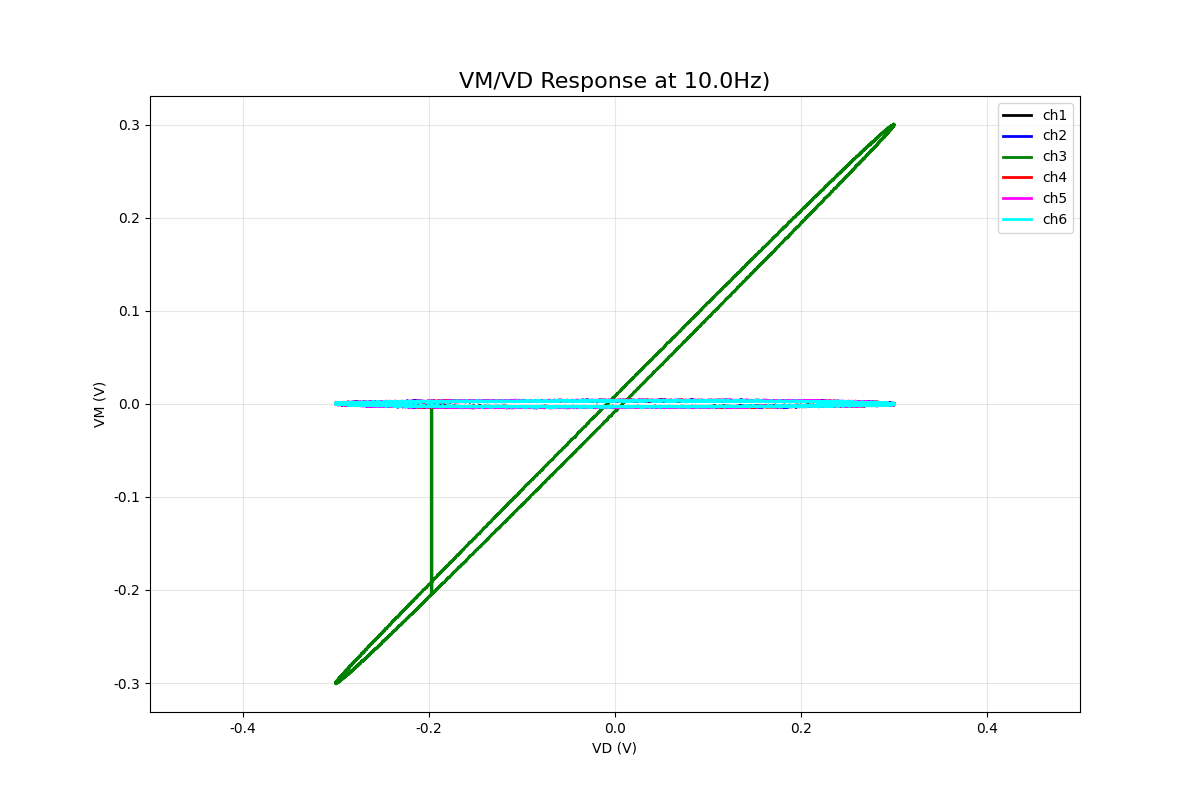 VM/VD Response at 10.0Hz)
ch1
ch2
ch3
ch4
ch5
ch6
0.3
0.2
0.1
0.0
-0.1
-0.2
-0.3
VM (V)
-0.4
-0.2
0.0
0.2
0.4
VD (V)